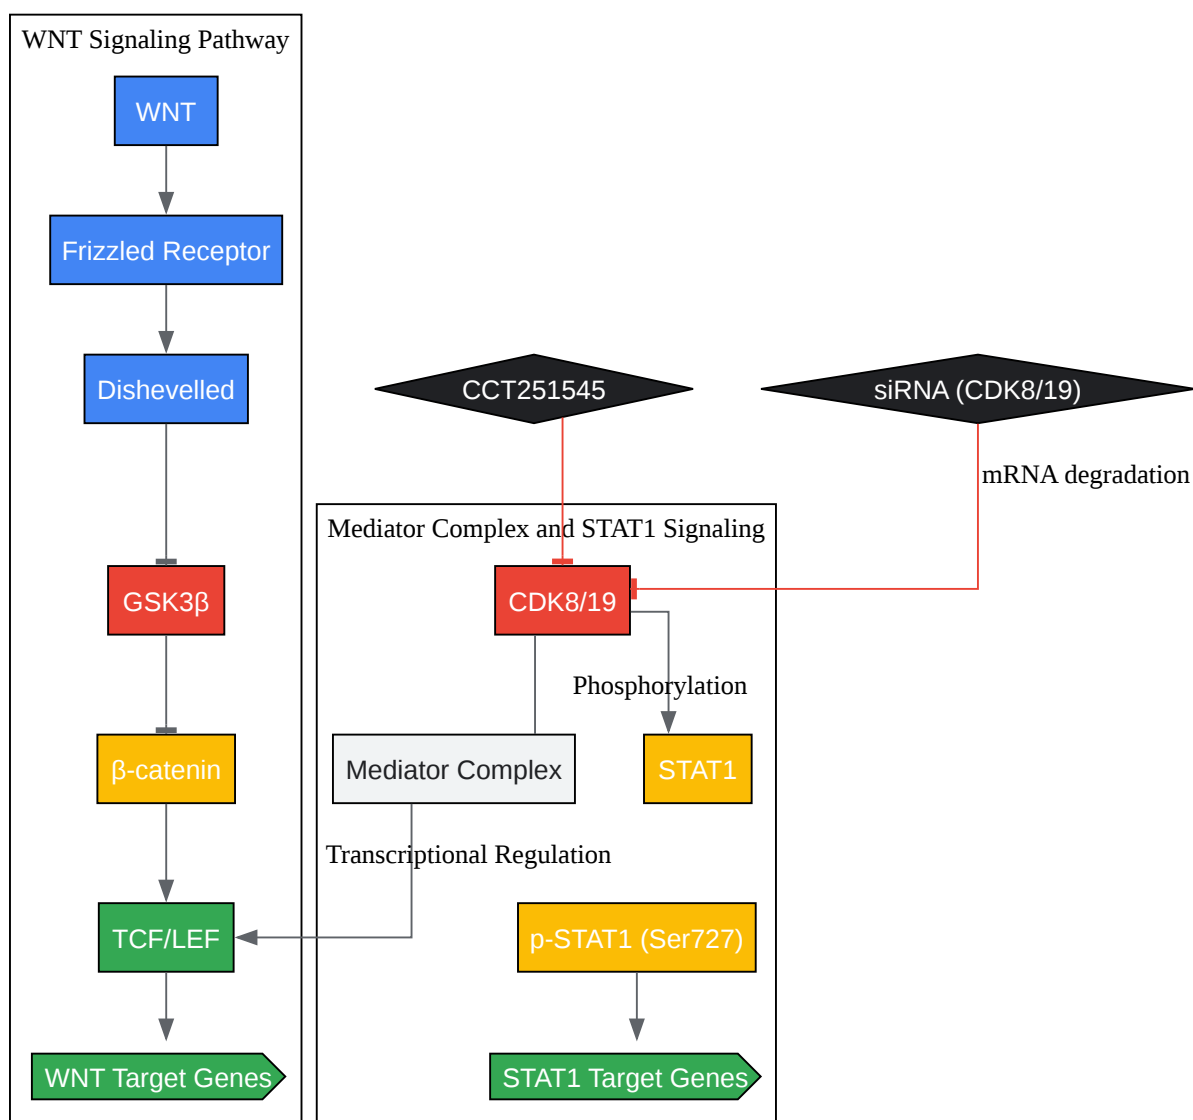 WNT Signaling Pathway
WNT
Frizzled Receptor
Dishevelled
CCT251545
siRNA (CDK8/19)
mRNA degradation
Mediator Complex and STAT1 Signaling
GSK3β
CDK8/19
Phosphorylation
β-catenin
Mediator Complex
STAT1
Transcriptional Regulation
TCF/LEF
p-STAT1 (Ser727)
WNT Target Genes
STAT1 Target Genes